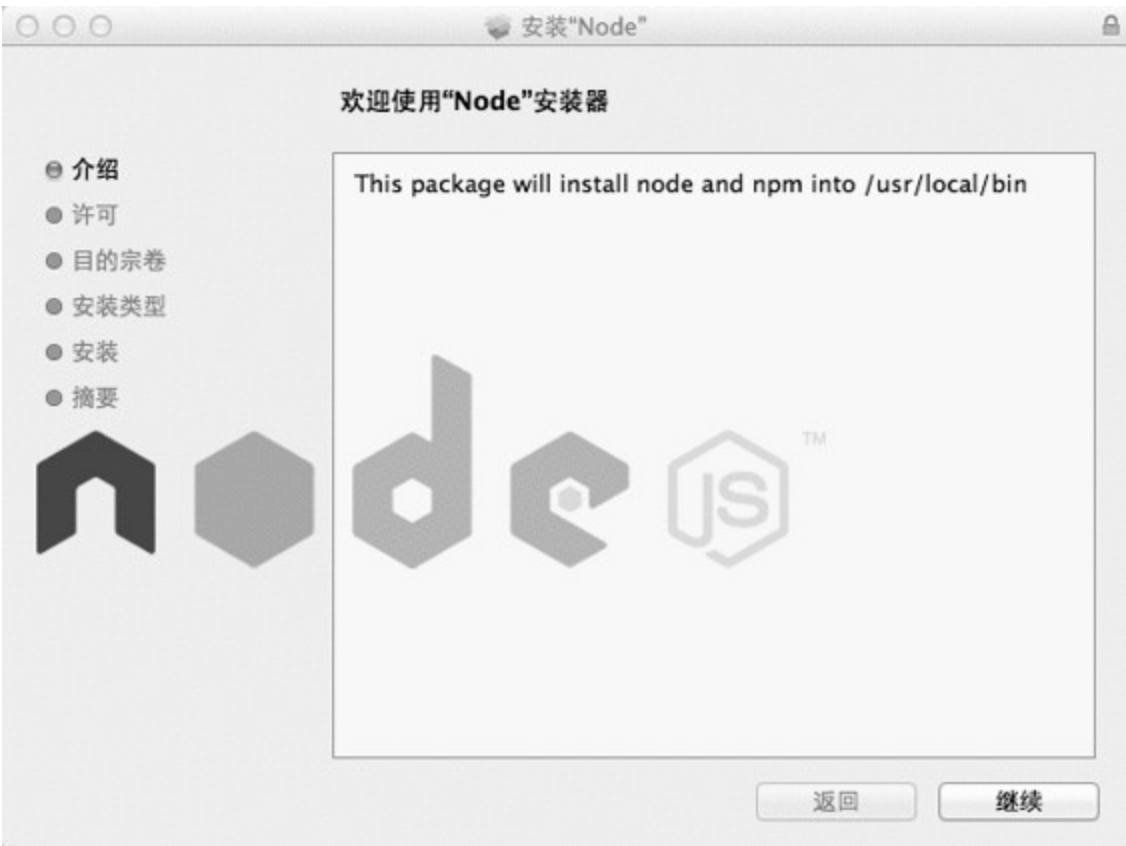 安装“Node”
欢迎使用“Node”安装器
介绍
许可
目的宗卷
安装类型
安装
摘要
This package will install node and npm into /usr/local/bin
node
JS
TM
返回
继续